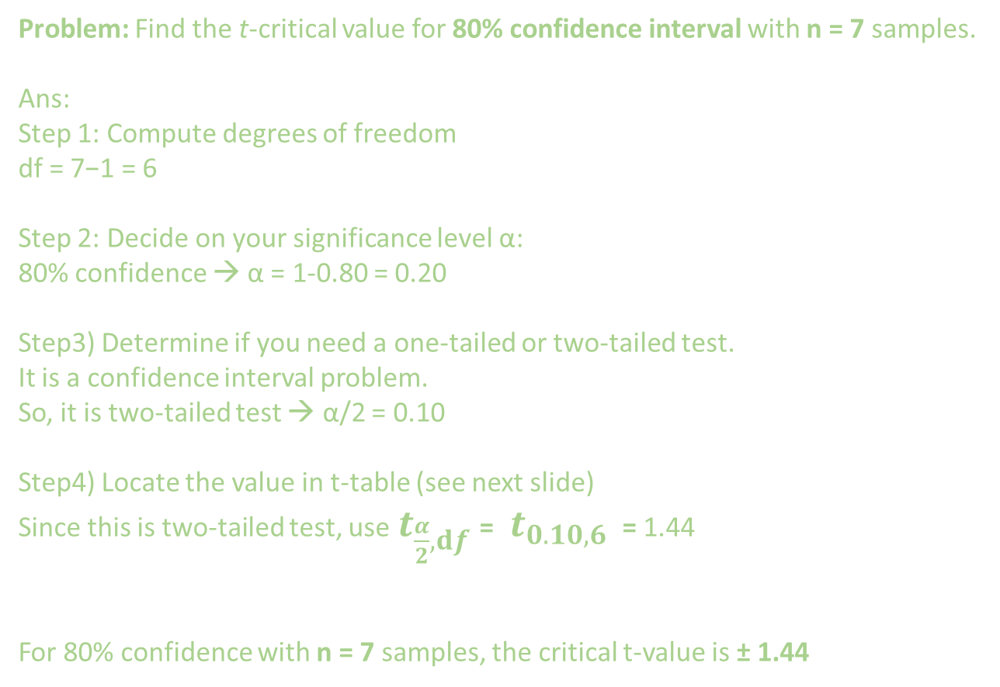 Problem: Find the t-critical value for 80% confidence interval with n = 7 samples.
Ans:
Step 1: Compute degrees of freedom
df = 7−1 = 6
Step 2: Decide on your significance level α:
80% confidence → α = 1-0.80 = 0.20
Step3) Determine if you need a one-tailed or two-tailed test.
It is a confidence interval problem.
So, it is two-tailed test → α/2 = 0.10
Step4) Locate the value in t-table (see next slide)
Since this is two-tailed test, use t_{α/2,df} = t_{0.10,6} = 1.44
For 80% confidence with n = 7 samples, the critical t-value is ± 1.44